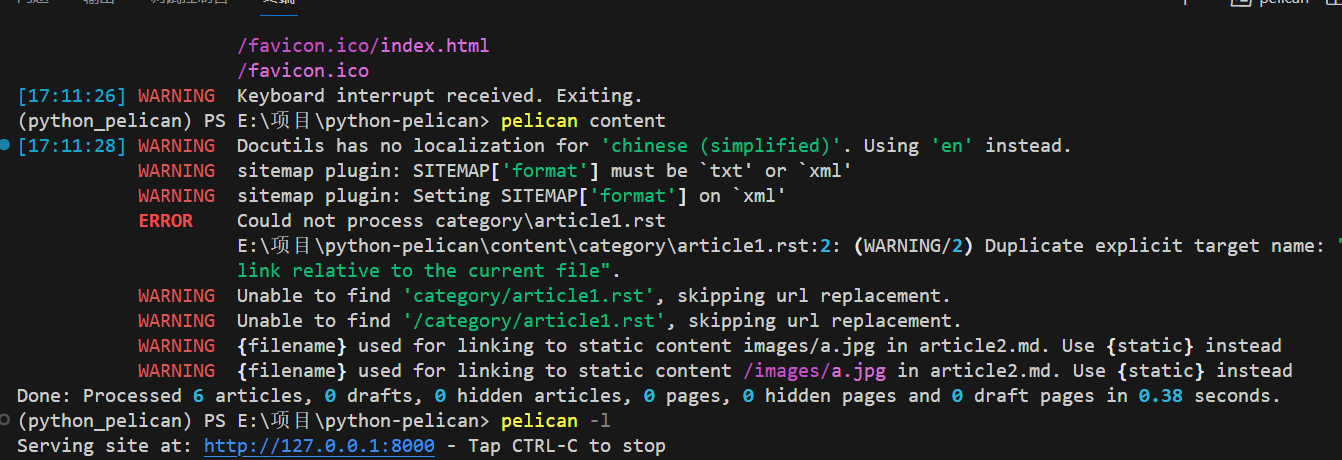 pelican
/favicon.ico/index.html
/favicon.ico
[17:11:26] WARNING  Keyboard interrupt received. Exiting.
(python_pelican) PS E:\项目\python-pelican> pelican content
[17:11:28] WARNING  Docutils has no localization for 'chinese (simplified)'. Using 'en' instead.
WARNING  sitemap plugin: SITEMAP['format'] must be `txt' or `xml'
WARNING  sitemap plugin: Setting SITEMAP['format'] on `xml'
ERROR    Could not process category\article1.rst
E:\项目\python-pelican\content\category\article1.rst:2: (WARNING/2) Duplicate explicit target name: "
link relative to the current file".
WARNING  Unable to find 'category/article1.rst', skipping url replacement.
WARNING  Unable to find '/category/article1.rst', skipping url replacement.
WARNING  {filename} used for linking to static content images/a.jpg in article2.md. Use {static} instead
WARNING  {filename} used for linking to static content /images/a.jpg in article2.md. Use {static} instead
Done: Processed 6 articles, 0 drafts, 0 hidden articles, 0 pages, 0 hidden pages and 0 draft pages in 0.38 seconds.
(python_pelican) PS E:\项目\python-pelican> pelican -l
Serving site at: http://127.0.0.1:8000 - Tap CTRL-C to stop